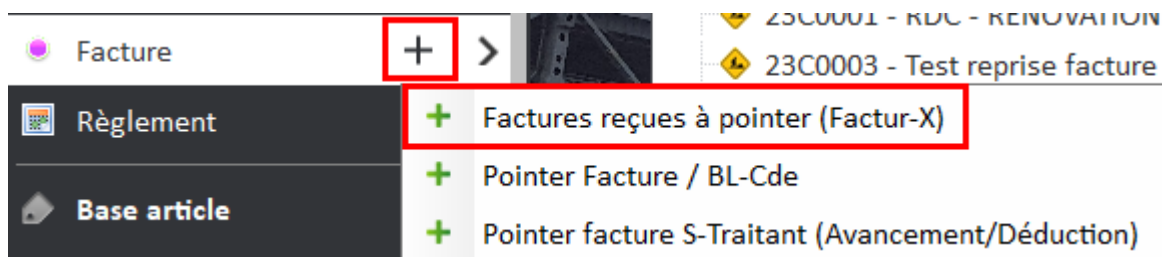 23C0001 - RDC - RENOVATION
Facture
23C0003 - Test reprise facture
Règlement
Factures reçues à pointer (Factur-X)
Pointer Facture / BL-Cde
Base article
Pointer facture S-Traitant (Avancement/Déduction)